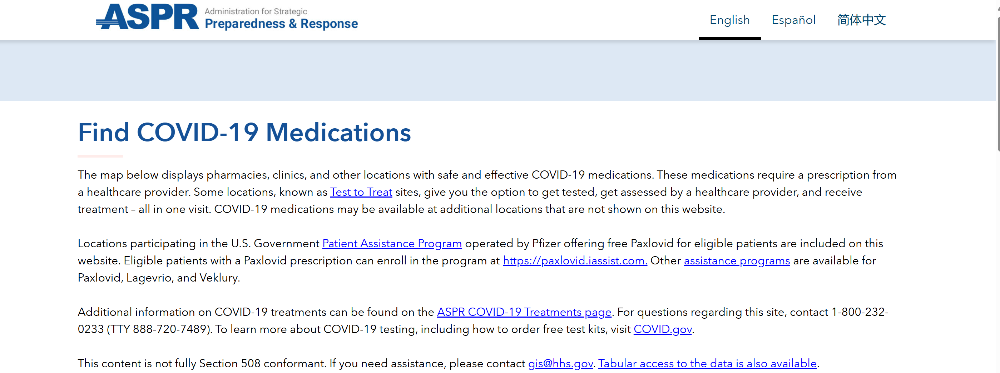 ASPR Administration for Strategic
Preparedness & Response
English Español 简体中文
Find COVID-19 Medications
The map below displays pharmacies, clinics, and other locations with safe and effective COVID-19 medications. These medications require a prescription from
a healthcare provider. Some locations, known as Test to Treat sites, give you the option to get tested, get assessed by a healthcare provider, and receive
treatment – all in one visit. COVID-19 medications may be available at additional locations that are not shown on this website.
Locations participating in the U.S. Government Patient Assistance Program operated by Pfizer offering free Paxlovid for eligible patients are included on this
website. Eligible patients with a Paxlovid prescription can enroll in the program at https://paxlovid.iassist.com. Other assistance programs are available for
Paxlovid, Lagevrio, and Veklury.
Additional information on COVID-19 treatments can be found on the ASPR COVID-19 Treatments page. For questions regarding this site, contact 1-800-232-
0233 (TTY 888-720-7489). To learn more about COVID-19 testing, including how to order free test kits, visit COVID.gov.
This content is not fully Section 508 conformant. If you need assistance, please contact gis@hhs.gov. Tabular access to the data is also available.